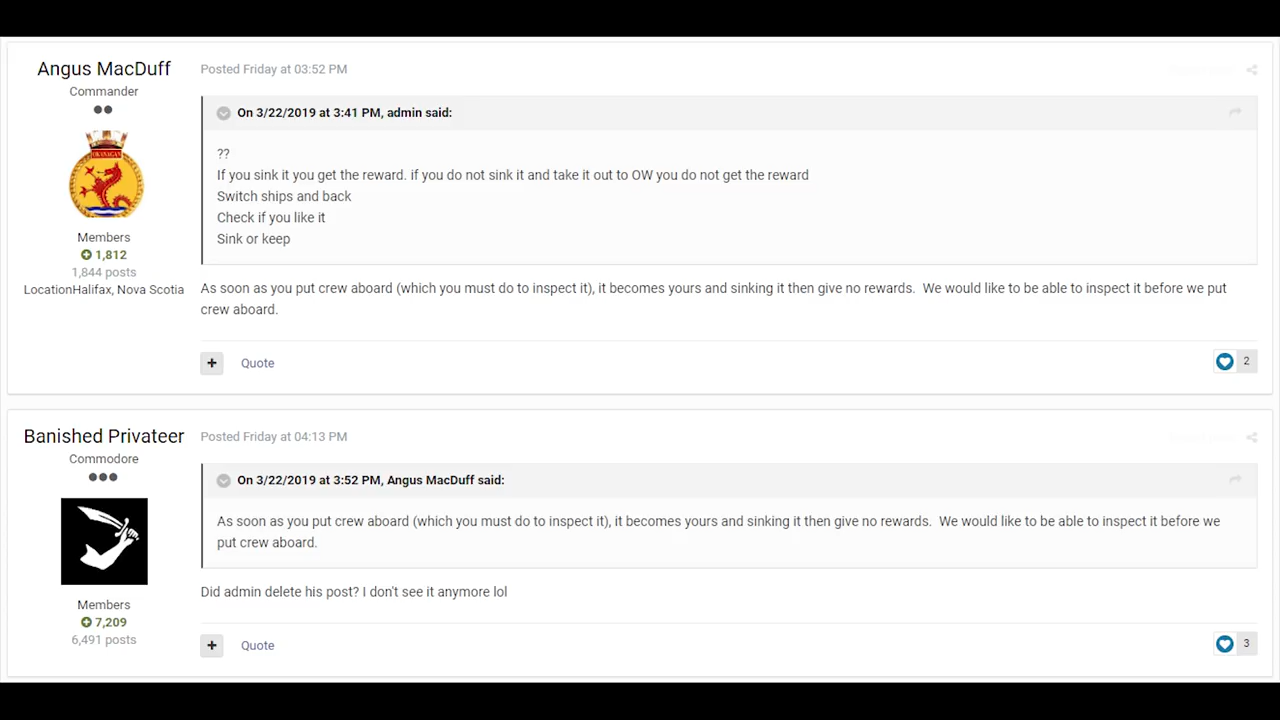 Angus MacDuff
Commander
OKANAGAN
Members
1,812
1,844 posts
LocationHalifax, Nova Scotia
Posted Friday at 03:52 PM
On 3/22/2019 at 3:41 PM, admin said:
??
If you sink it you get the reward. if you do not sink it and take it out to OW you do not get the reward
Switch ships and back
Check if you like it
Sink or keep
As soon as you put crew aboard (which you must do to inspect it), it becomes yours and sinking it then give no rewards.  We would like to be able to inspect it before we put
crew aboard.
+ Quote
2
Banished Privateer
Commodore
Members
7,209
6,491 posts
Posted Friday at 04:13 PM
On 3/22/2019 at 3:52 PM, Angus MacDuff said:
As soon as you put crew aboard (which you must do to inspect it), it becomes yours and sinking it then give no rewards.  We would like to be able to inspect it before we
put crew aboard.
Did admin delete his post? I don't see it anymore lol
+ Quote
3